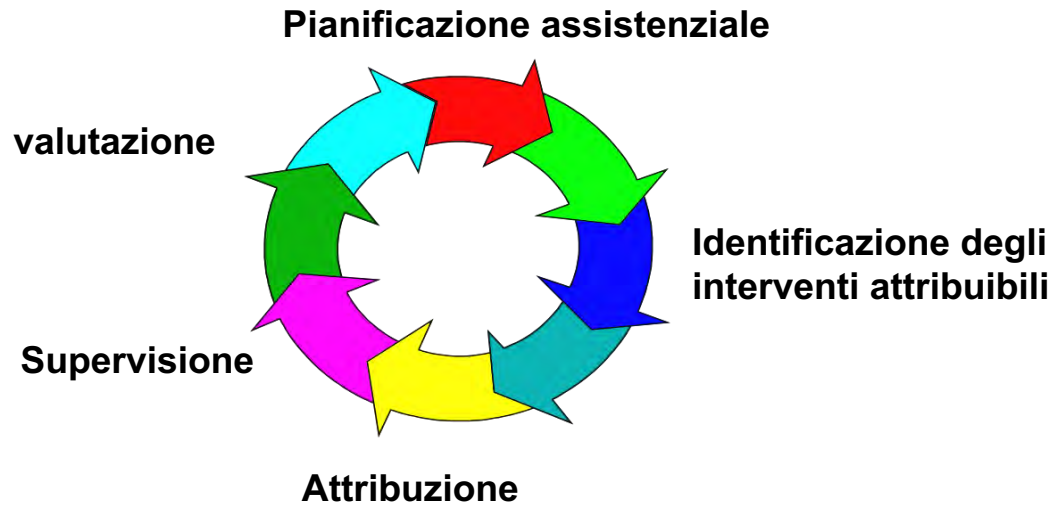 Pianificazione assistenziale
valutazione
Identificazione degli
interventi attribuibili
Supervisione
Attribuzione